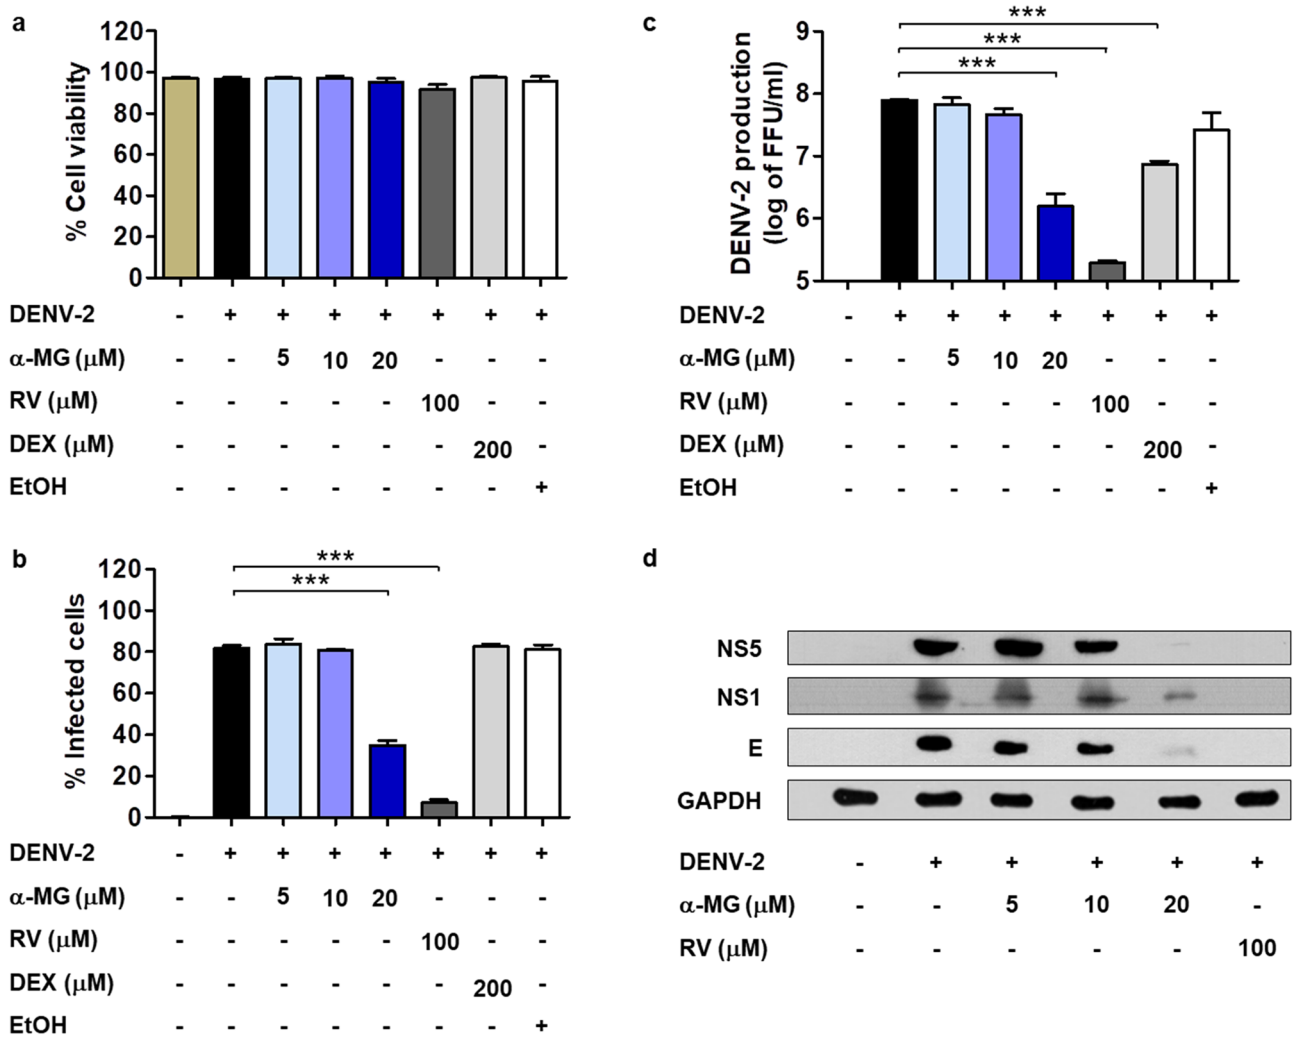 a
120
100
80
60
40
20
0
% Cell viability
DENV-2 - + + + + + + +
α-MG (μM) - - 5 10 20 - - -
RV (μM) - - - - - 100 - -
DEX (μM) - - - - - - 200 -
EtOH - - - - - - - +
c
***
***
***
9
8
7
6
5
DENV-2 production
(log of FFU/ml)
DENV-2 - + + + + + + +
α-MG (μM) - - 5 10 20 - - -
RV (μM) - - - - - 100 - -
DEX (μM) - - - - - - 200 -
EtOH - - - - - - - +
b
***
***
120
100
80
60
40
20
0
% Infected cells
DENV-2 - + + + + + + +
α-MG (μM) - - 5 10 20 - - -
RV (μM) - - - - - 100 - -
DEX (μM) - - - - - - 200 -
EtOH - - - - - - - +
d
NS5
NS1
E
GAPDH
DENV-2 - + + + + +
α-MG (μM) - - 5 10 20 -
RV (μM) - - - - - 100